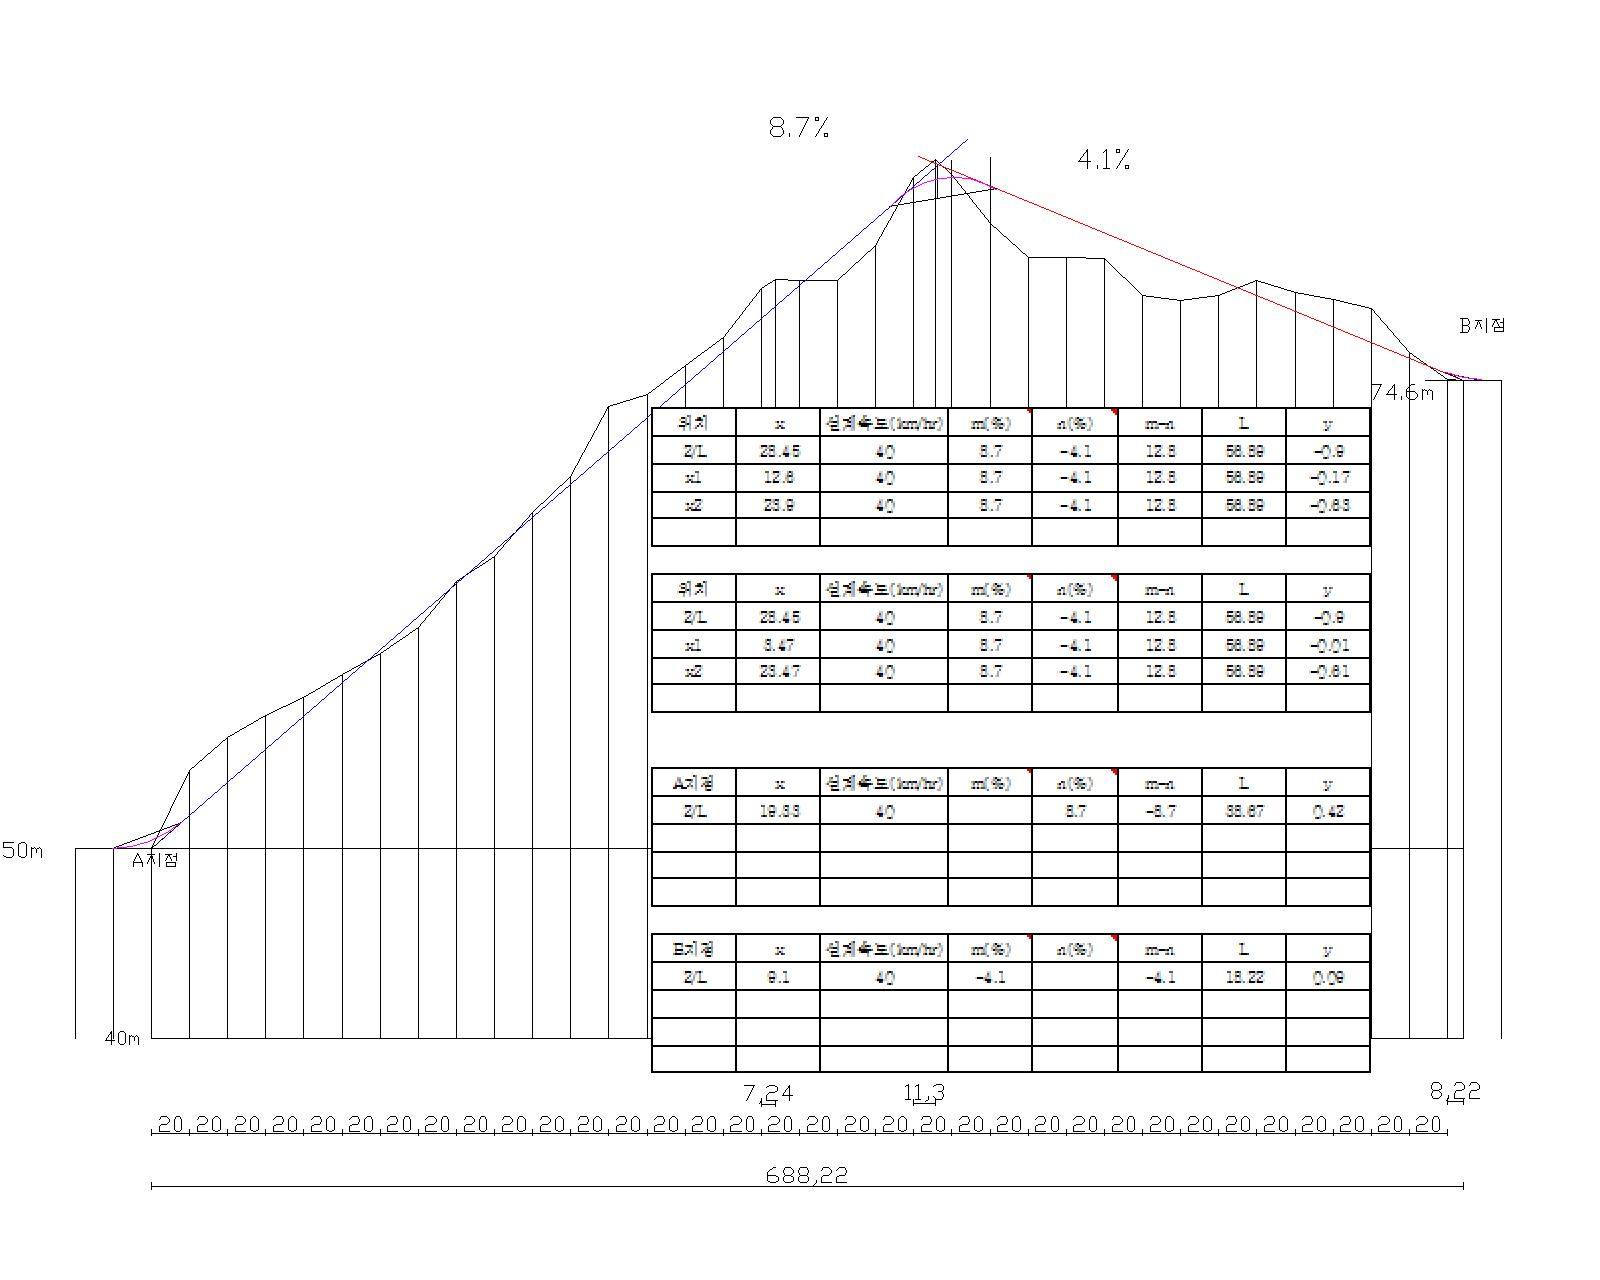 8.7%
4.1%
B지점
74.6m
위치 x 설계속도(km/hr) m(%) n(%) m-n L y
2/L 28.45 40 8.7 -4.1 12.8 56.89 -0.9
x1 12.6 40 8.7 -4.1 12.8 56.89 -0.17
x2 23.9 40 8.7 -4.1 12.8 56.89 -0.63
위치 x 설계속도(km/hr) m(%) n(%) m-n L y
2/L 28.45 40 8.7 -4.1 12.8 56.89 -0.9
x1 3.47 40 8.7 -4.1 12.8 56.89 -0.01
x2 23.47 40 8.7 -4.1 12.8 56.89 -0.61
A지점 x 설계속도(km/hr) m(%) n(%) m-n L y
2/L 19.33 40 8.7 -8.7 38.67 0.42
50m
A지점
B지점 x 설계속도(km/hr) m(%) n(%) m-n L y
2/L 9.1 40 -4.1 -4.1 18.22 0.09
40m
7,24 11,3 8,22
20 20 20 20 20 20 20 20 20 20 20 20 20 20 20 20 20 20 20 20 20 20 20 20 20 20 20 20 20 20 20 20 20 20
688,22